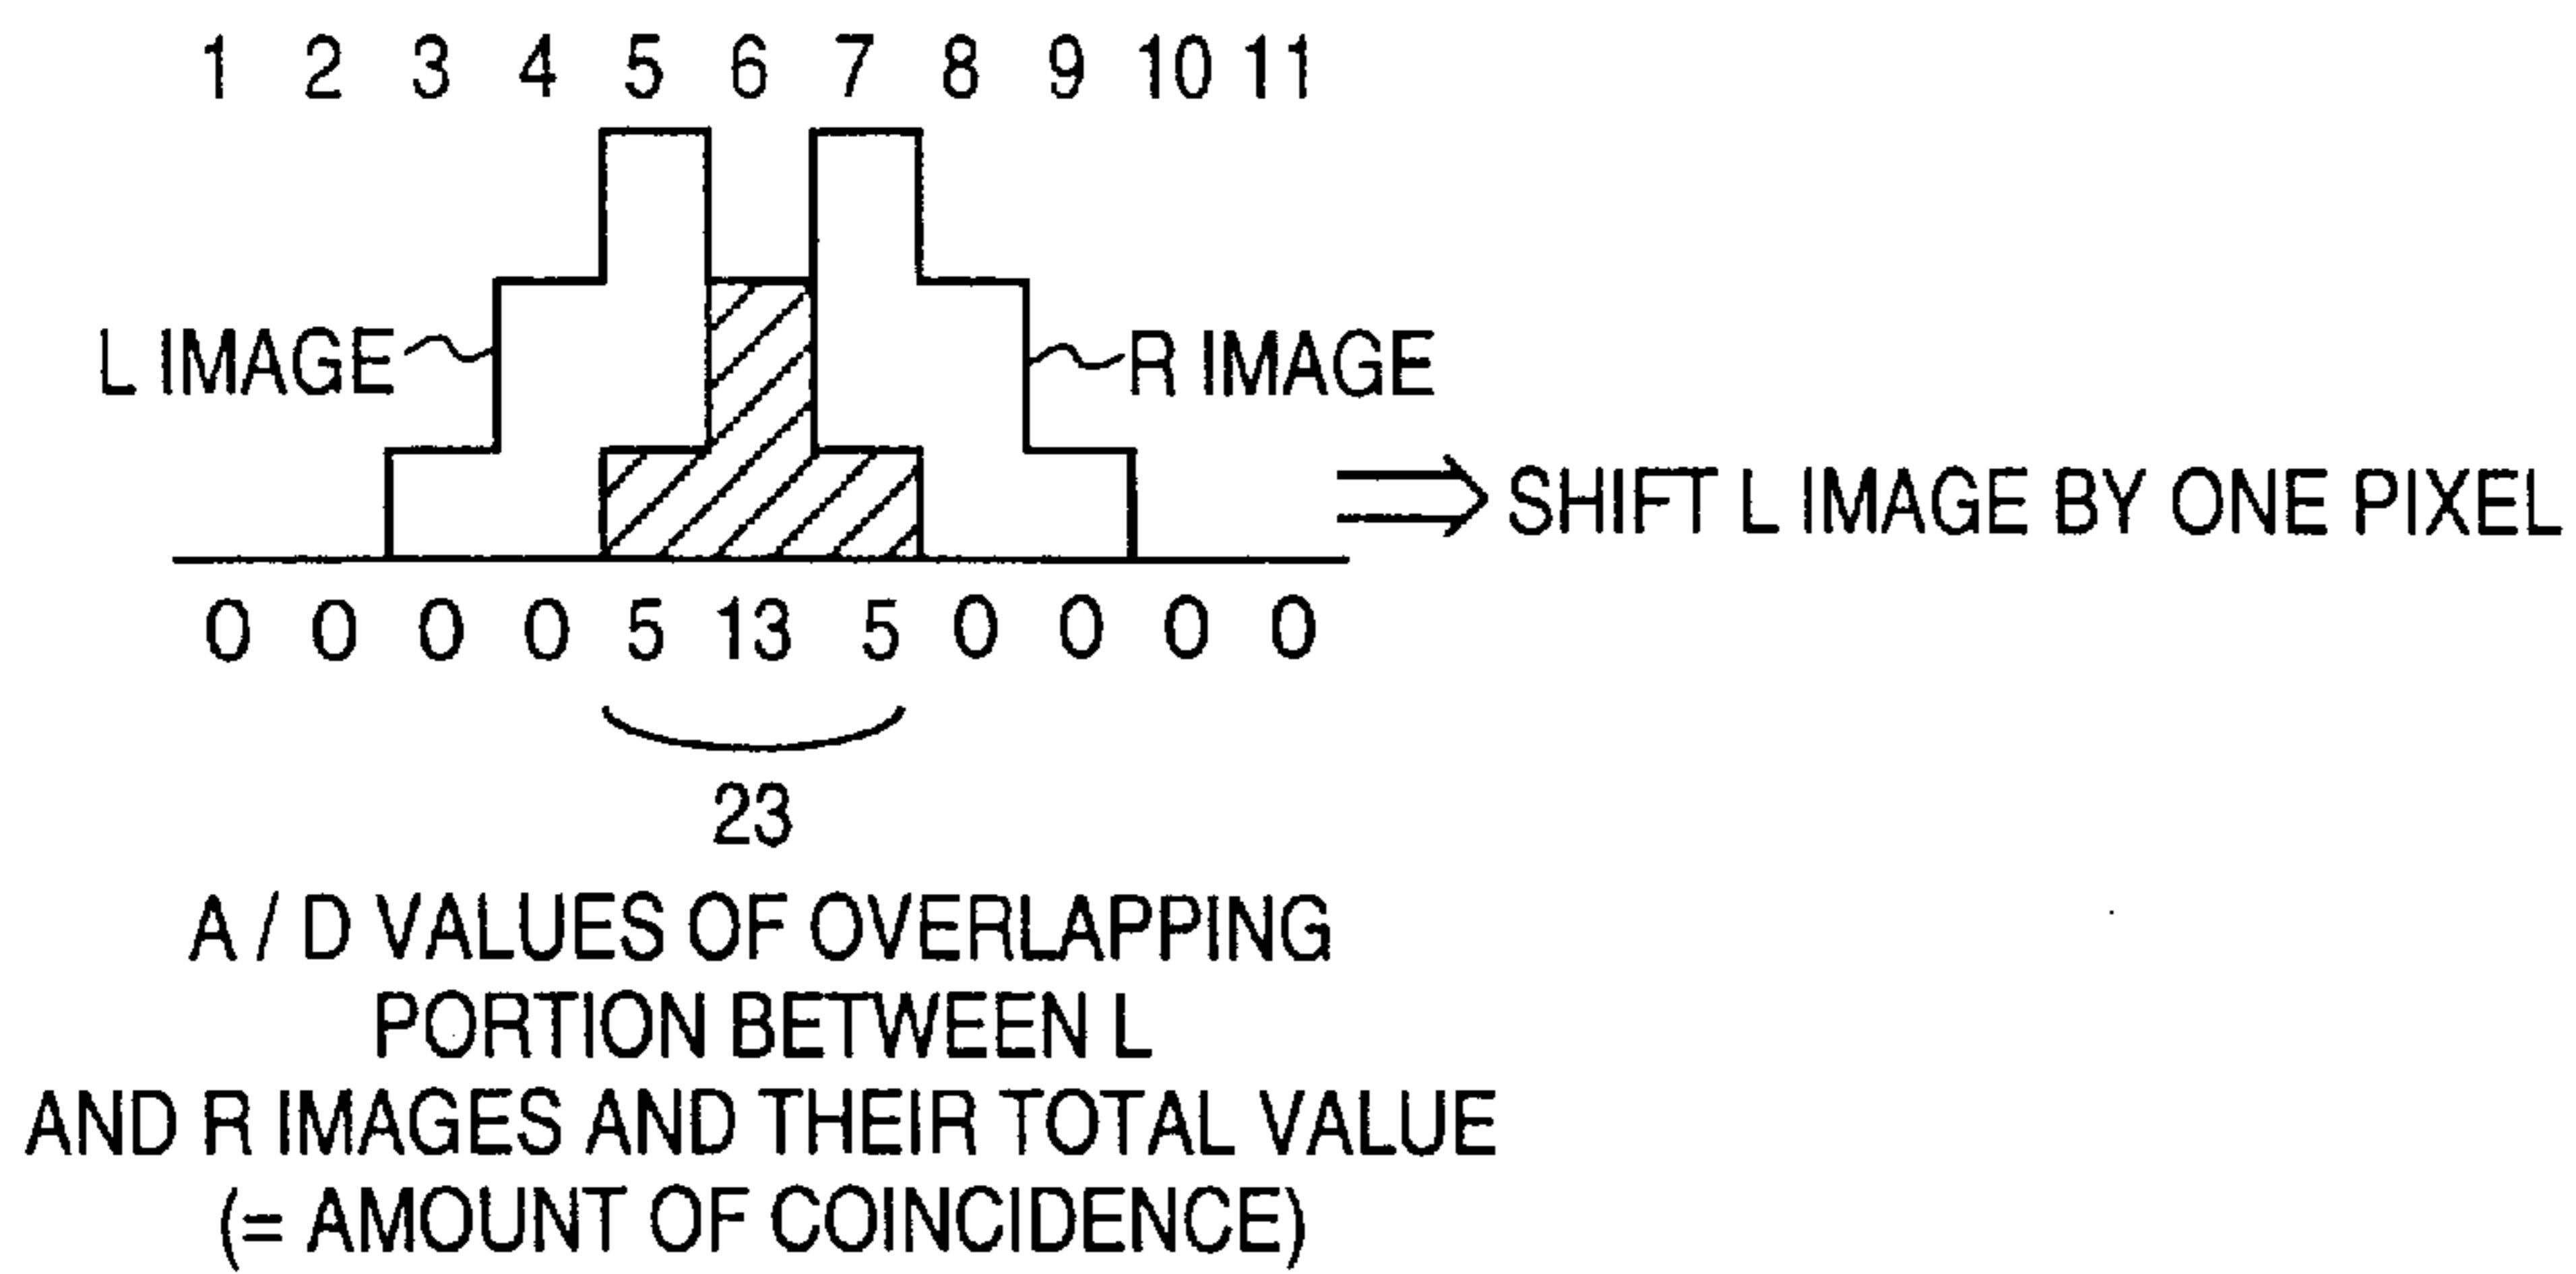 1 2 3 4 5 6 7 8 9 10 11
L IMAGE
R IMAGE
SHIFT L IMAGE BY ONE PIXEL
0 0 0 0 5 13 5 0 0 0 0
23
A / D VALUES OF OVERLAPPING
PORTION BETWEEN L
AND R IMAGES AND THEIR TOTAL VALUE
(= AMOUNT OF COINCIDENCE)